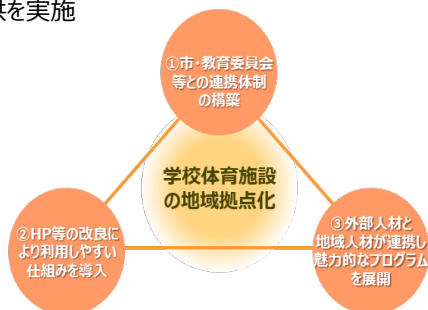 供を実施
①市・教育委員会
等との連携体制
の構築
学校体育施設
の地域拠点化
②HP等の改良に
より利用しやすい
仕組みを導入
③外部人材と
地域人材が連携し
魅力的なプログラム
を展開